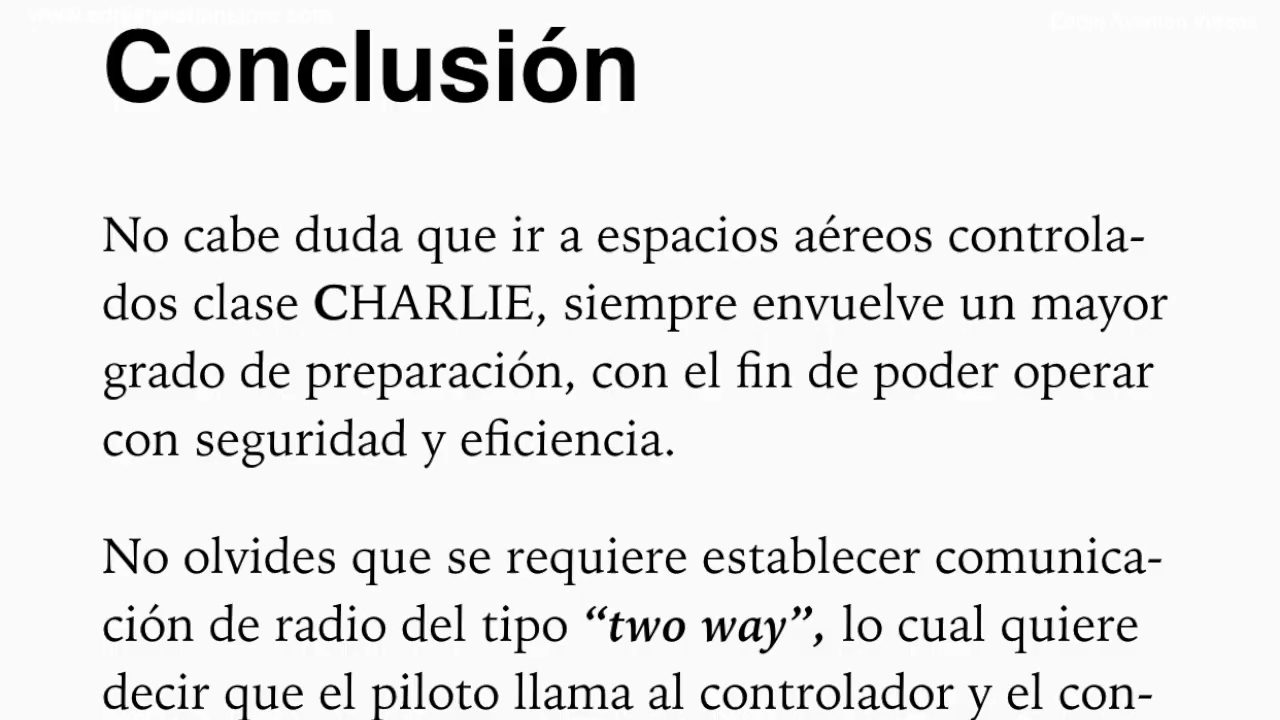 Conclusión
No cabe duda que ir a espacios aéreos controla-
dos clase CHARLIE, siempre envuelve un mayor
grado de preparación, con el fin de poder operar
con seguridad y eficiencia.
No olvides que se requiere establecer comunica-
ción de radio del tipo “two way”, lo cual quiere
decir que el piloto llama al controlador y el con-